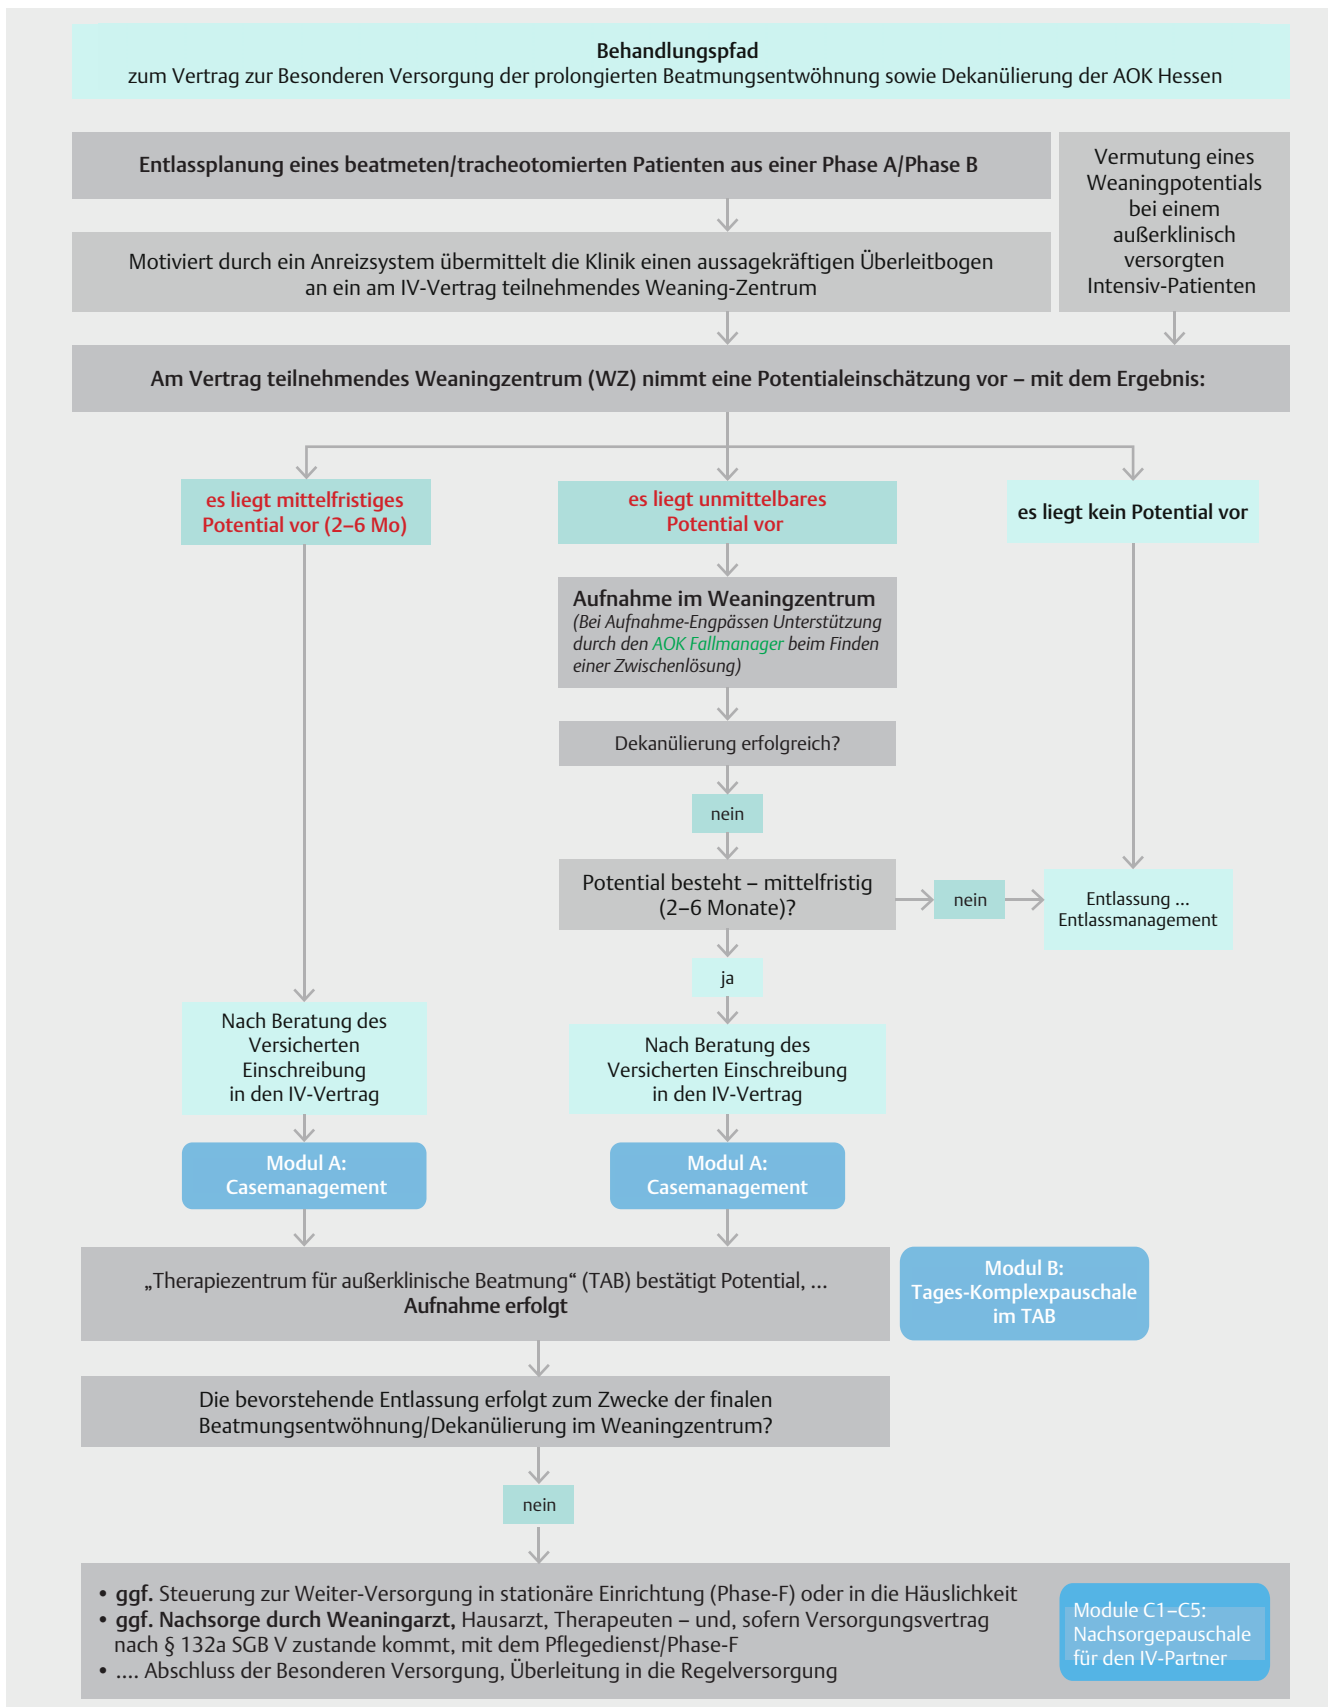 Behandlungspfad
zum Vertrag zur Besonderen Versorgung der prolongierten Beatmungsentwöhnung sowie Dekanülierung der AOK Hessen
Entlassplanung eines beatmeten/tracheotomierten Patienten aus einer Phase A/Phase B
Vermutung eines
Weaningpotentials
bei einem
außerklinisch
versorgten
Intensiv-Patienten
Motiviert durch ein Anreizsystem übermittelt die Klinik einen aussagekräftigen Überleitbogen
an ein am IV-Vertrag teilnehmendes Weaning-Zentrum
Am Vertrag teilnehmendes Weaningzentrum (WZ) nimmt eine Potentialeinschätzung vor – mit dem Ergebnis:
es liegt mittelfristiges
Potential vor (2–6 Mo)
es liegt unmittelbares
Potential vor
es liegt kein Potential vor
Aufnahme im Weaningzentrum
(Bei Aufnahme-Engpässen Unterstützung
durch den AOK Fallmanager beim Finden
einer Zwischenlösung)
Dekanülierung erfolgreich?
nein
Potential besteht – mittelfristig
(2–6 Monate)?
nein
Entlassung ...
Entlassmanagement
ja
Nach Beratung des
Versicherten
Einschreibung
in den IV-Vertrag
Nach Beratung des
Versicherten Einschreibung
in den IV-Vertrag
Modul A:
Casemanagement
Modul A:
Casemanagement
„Therapiezentrum für außerklinische Beatmung“ (TAB) bestätigt Potential, ...
Aufnahme erfolgt
Modul B:
Tages-Komplexpauschale
im TAB
Die bevorstehende Entlassung erfolgt zum Zwecke der finalen
Beatmungsentwöhnung/Dekanülierung im Weaningzentrum?
nein
• ggf. Steuerung zur Weiter-Versorgung in stationäre Einrichtung (Phase-F) oder in die Häuslichkeit
• ggf. Nachsorge durch Weaningarzt, Hausarzt, Therapeuten – und, sofern Versorgungsvertrag
nach § 132a SGB V zustande kommt, mit dem Pflegedienst/Phase-F
• .... Abschluss der Besonderen Versorgung, Überleitung in die Regelversorgung
Module C1–C5:
Nachsorgepauschale
für den IV-Partner